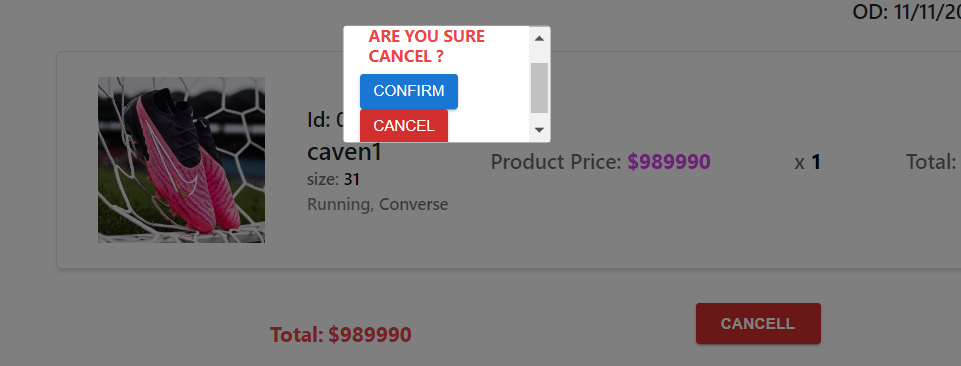 OD: 11/11/20
ARE YOU SURE
CANCEL ?
CONFIRM
CANCEL
Id:
caven1
size: 31
Running, Converse
Product Price: $989990
x 1
Total:
Total: $989990
CANCELL